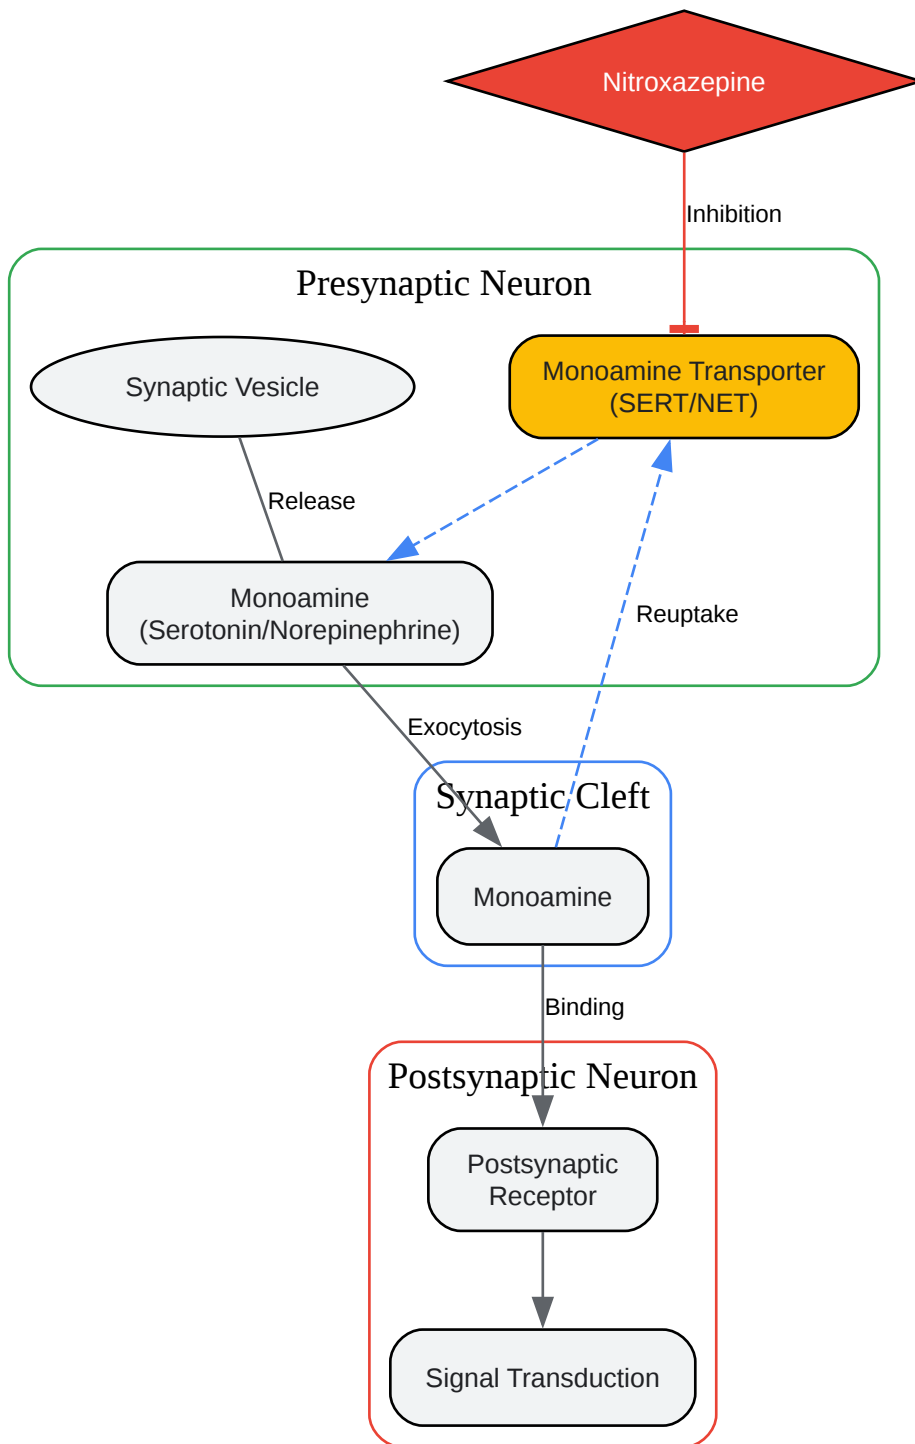 Nitroxazepine
Inhibition
Presynaptic Neuron
Synaptic Vesicle
Monoamine Transporter
(SERT/NET)
Release
Monoamine
(Serotonin/Norepinephrine)
Reuptake
Exocytosis
Synaptic Cleft
Monoamine
Binding
Postsynaptic Neuron
Postsynaptic
Receptor
Signal Transduction